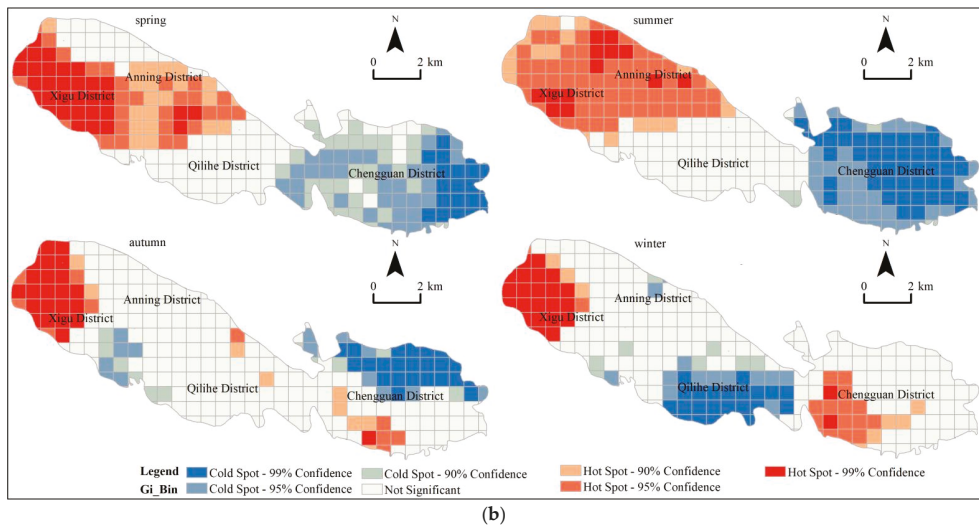 spring
N
0 2 km
Anning District
Xigu District
Qilihe District
Chengguan District
summer
N
0 2 km
Anning District
Xigu District
Qilihe District
Chengguan District
autumn
N
0 2 km
Anning District
Xigu District
Qilihe District
Chengguan District
winter
N
0 2 km
Anning District
Xigu District
Qilihe District
Chengguan District
Legend Cold Spot - 99% Confidence Cold Spot - 90% Confidence Hot Spot - 90% Confidence Hot Spot - 99% Confidence
Gi_Bin Cold Spot - 95% Confidence Not Significant Hot Spot - 95% Confidence
(b)